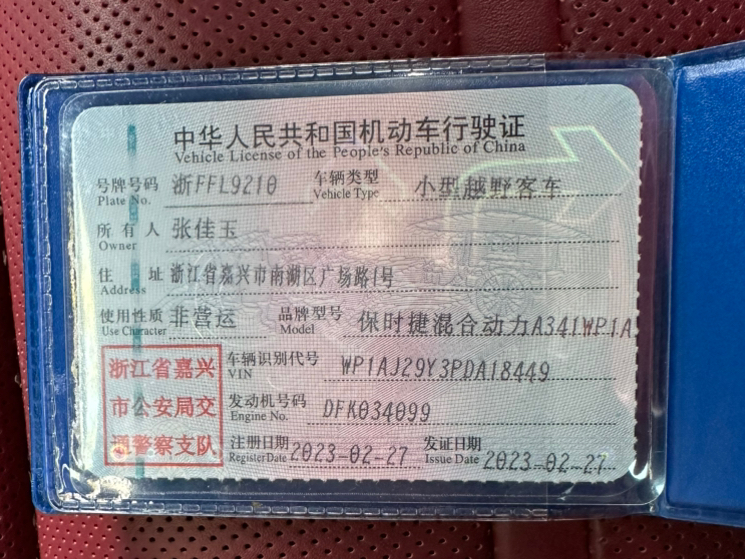 中华人民共和国机动车行驶证
Vehicle License of the People's Republic of China
号牌号码 浙FFL9210 车辆类型 小型越野客车
Plate No. Vehicle Type
所有人 张佳玉
Owner
住址 浙江省嘉兴市南湖区广场路1号
Address
使用性质 非营运 品牌型号 保时捷混合动力A341WP1A
Use Character Model
浙江省嘉兴
市公安局交
通警察支队
车辆识别代号 WP1AJ29Y3PDA18449
VIN
发动机号码 DFK034099
Engine No.
注册日期 2023-02-27 发证日期 2023-02-27
Register Date Issue Date